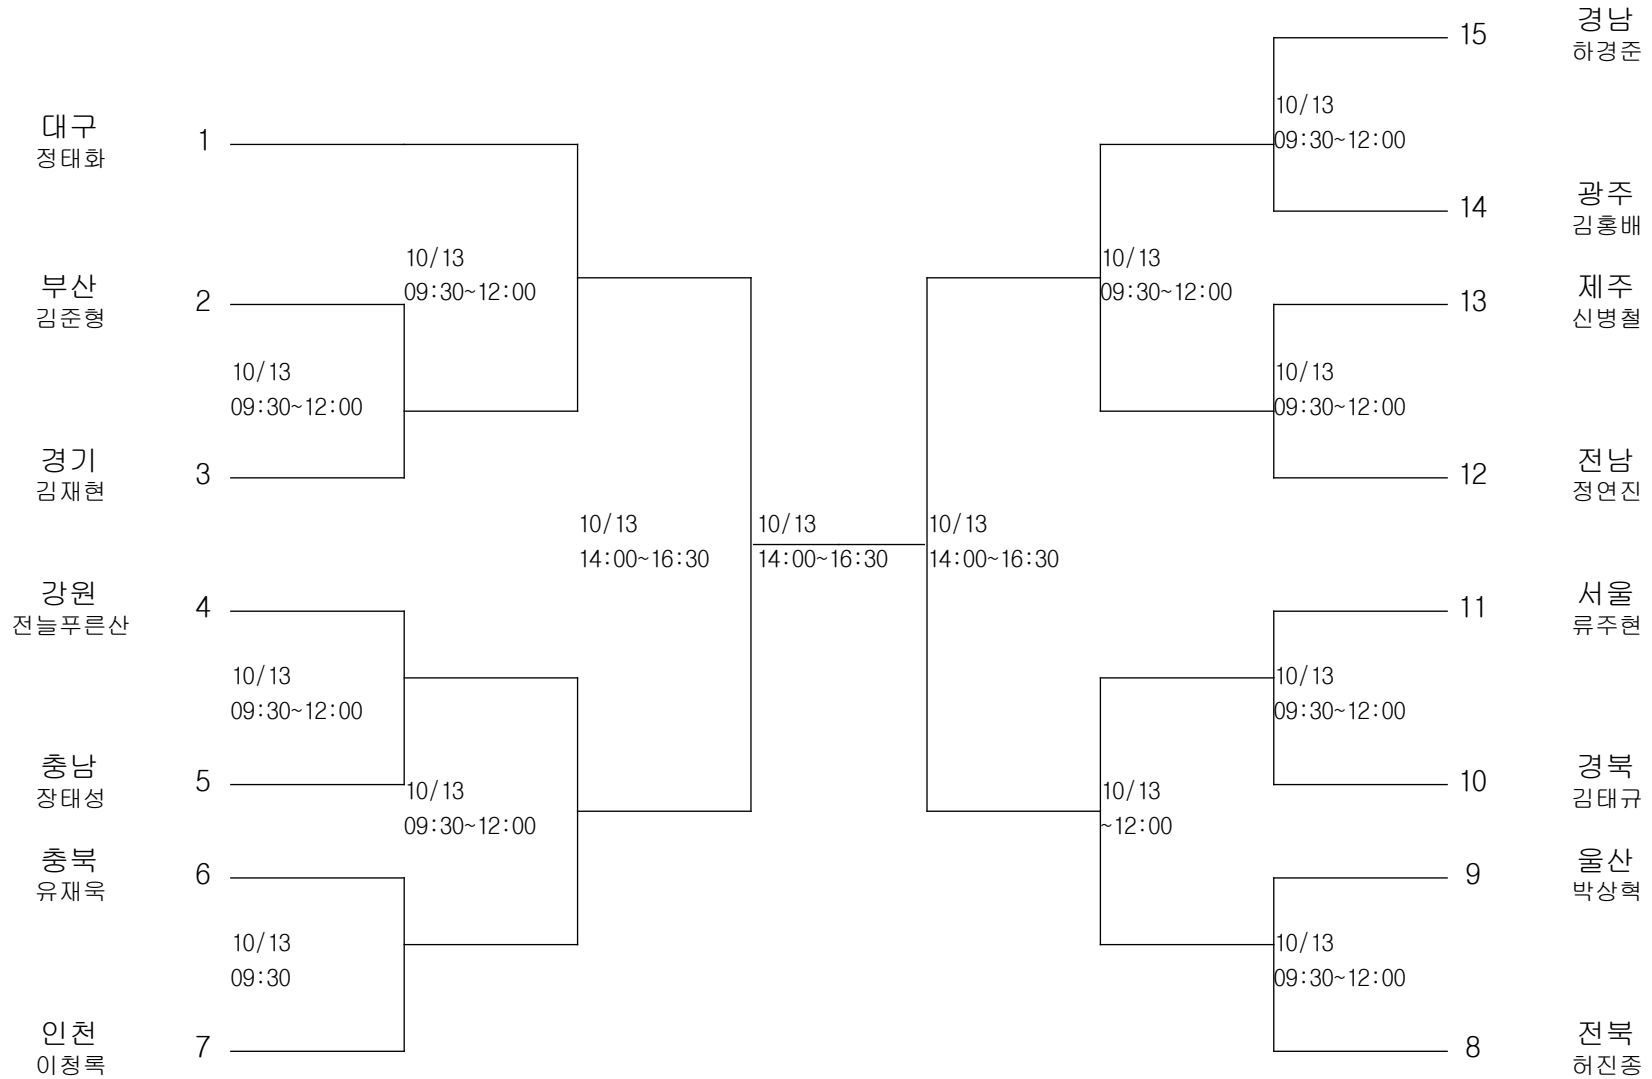 대구
정태화
1
부산
김준형
2
10/13
09:30~12:00
10/13
09:30~12:00
경기
김재현
3
강원
전늘푸른산
4
10/13
09:30~12:00
충남
장태성
5
10/13
09:30~12:00
충북
유재욱
6
10/13
09:30
인천
이청록
7
10/13
14:00~16:30
10/13
14:00~16:30
10/13
14:00~16:30
15
경남
하경준
10/13
09:30~12:00
14
광주
김홍배
10/13
09:30~12:00
13
제주
신병철
10/13
09:30~12:00
12
전남
정연진
11
서울
류주현
10/13
09:30~12:00
10
경북
김태규
10/13
~12:00
9
울산
박상혁
10/13
09:30~12:00
8
전북
허진종